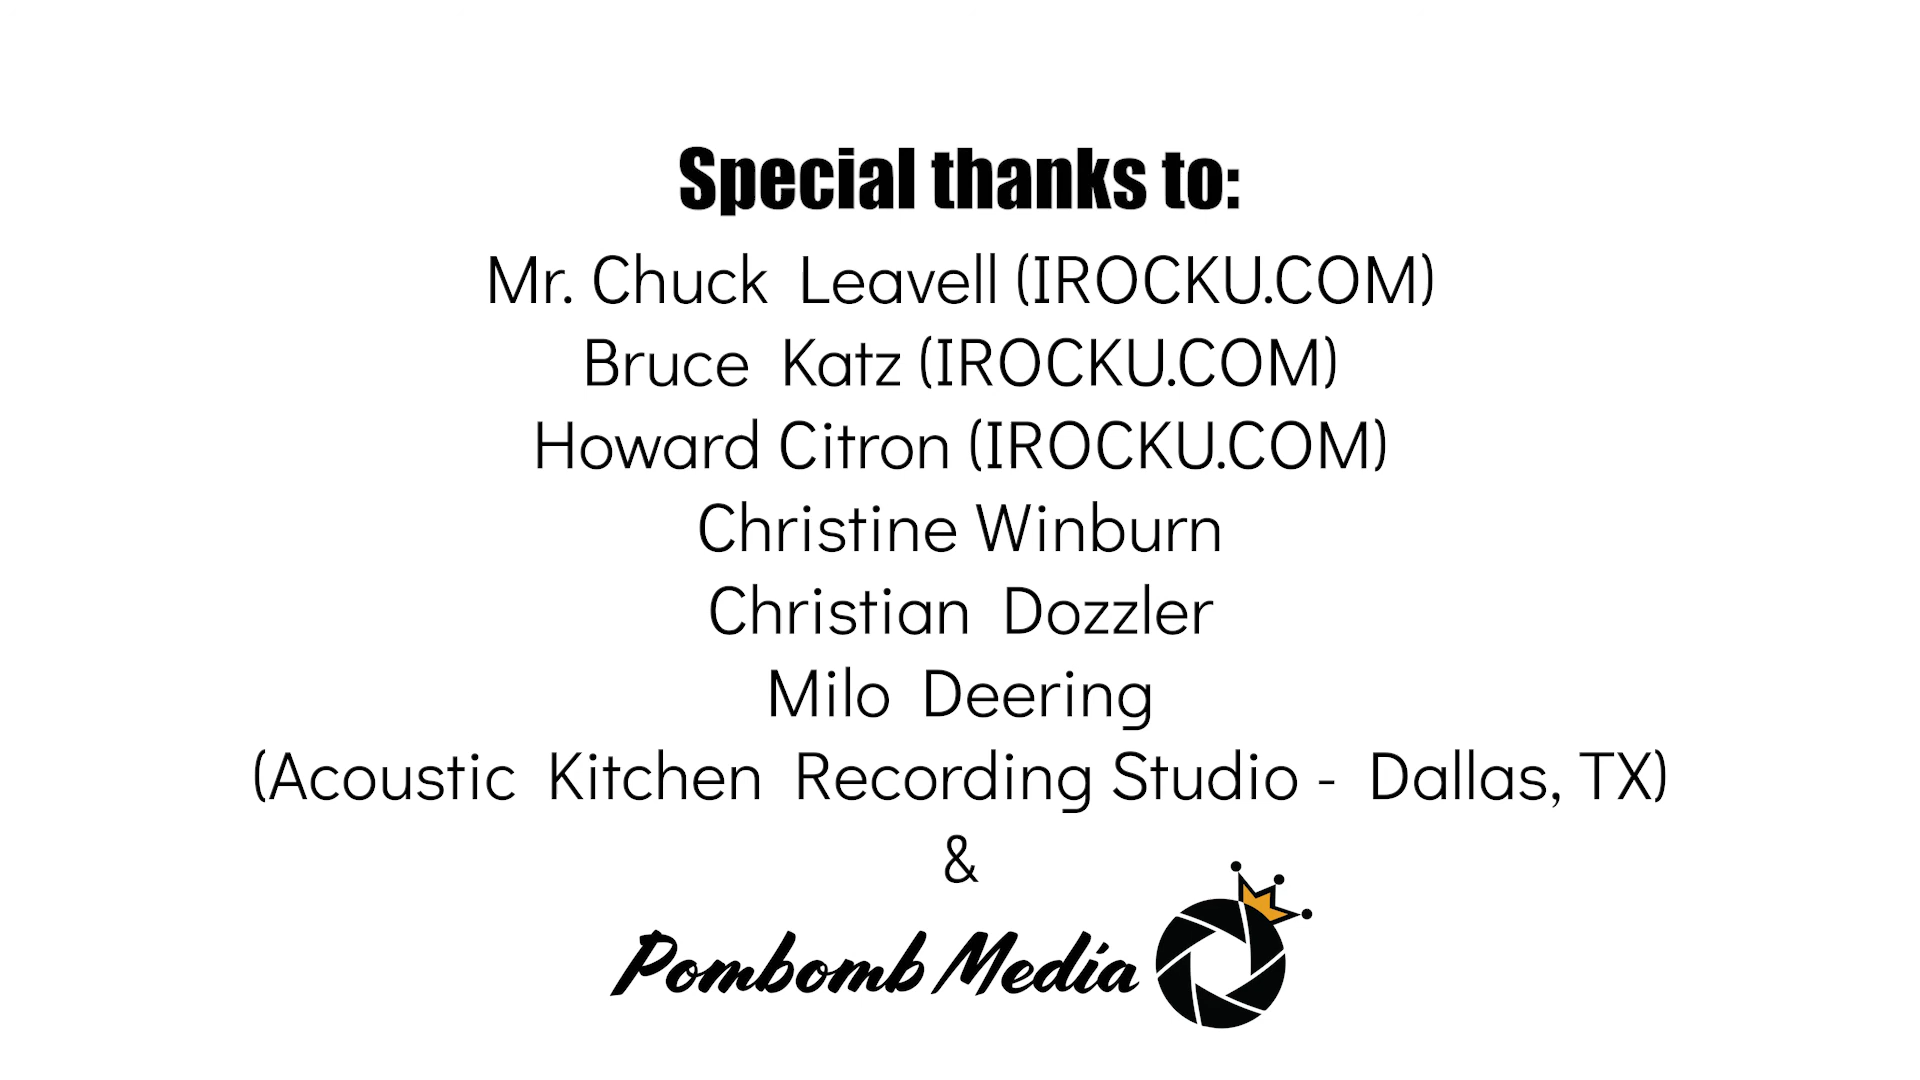 Special thanks to:
Mr. Chuck Leavell (IROCKU.COM)
Bruce Katz (IROCKU.COM)
Howard Citron (IROCKU.COM)
Christine Winburn
Christian Dozzler
Milo Deering
(Acoustic Kitchen Recording Studio - Dallas, TX)
&
Pombomb Media